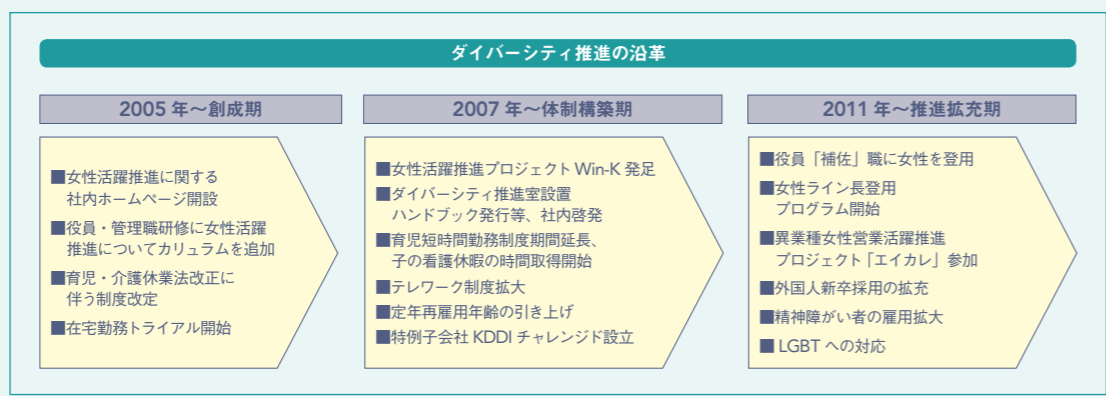 ダイバーシティ推進の沿革
2005 年～創成期
■女性活躍推進に関する
社内ホームページ開設
■役員・管理職研修に女性活躍
推進についてカリュラムを追加
■育児・介護休業法改正に
伴う制度改定
■在宅勤務トライアル開始
2007 年～体制構築期
■女性活躍推進プロジェクト Win-K 発足
■ダイバーシティ推進室設置
ハンドブック発行等、社内啓発
■育児短時間勤務制度期間延長、
子の看護休暇の時間取得開始
■テレワーク制度拡大
■定年再雇用年齢の引き上げ
■特例子会社 KDDI チャレンジド設立
2011 年～推進拡充期
■役員「補佐」職に女性を登用
■女性ライン長登用
プログラム開始
■異業種女性営業活躍推進
プロジェクト「エイカレ」参加
■外国人新卒採用の拡充
■精神障がい者の雇用拡大
■LGBT への対応